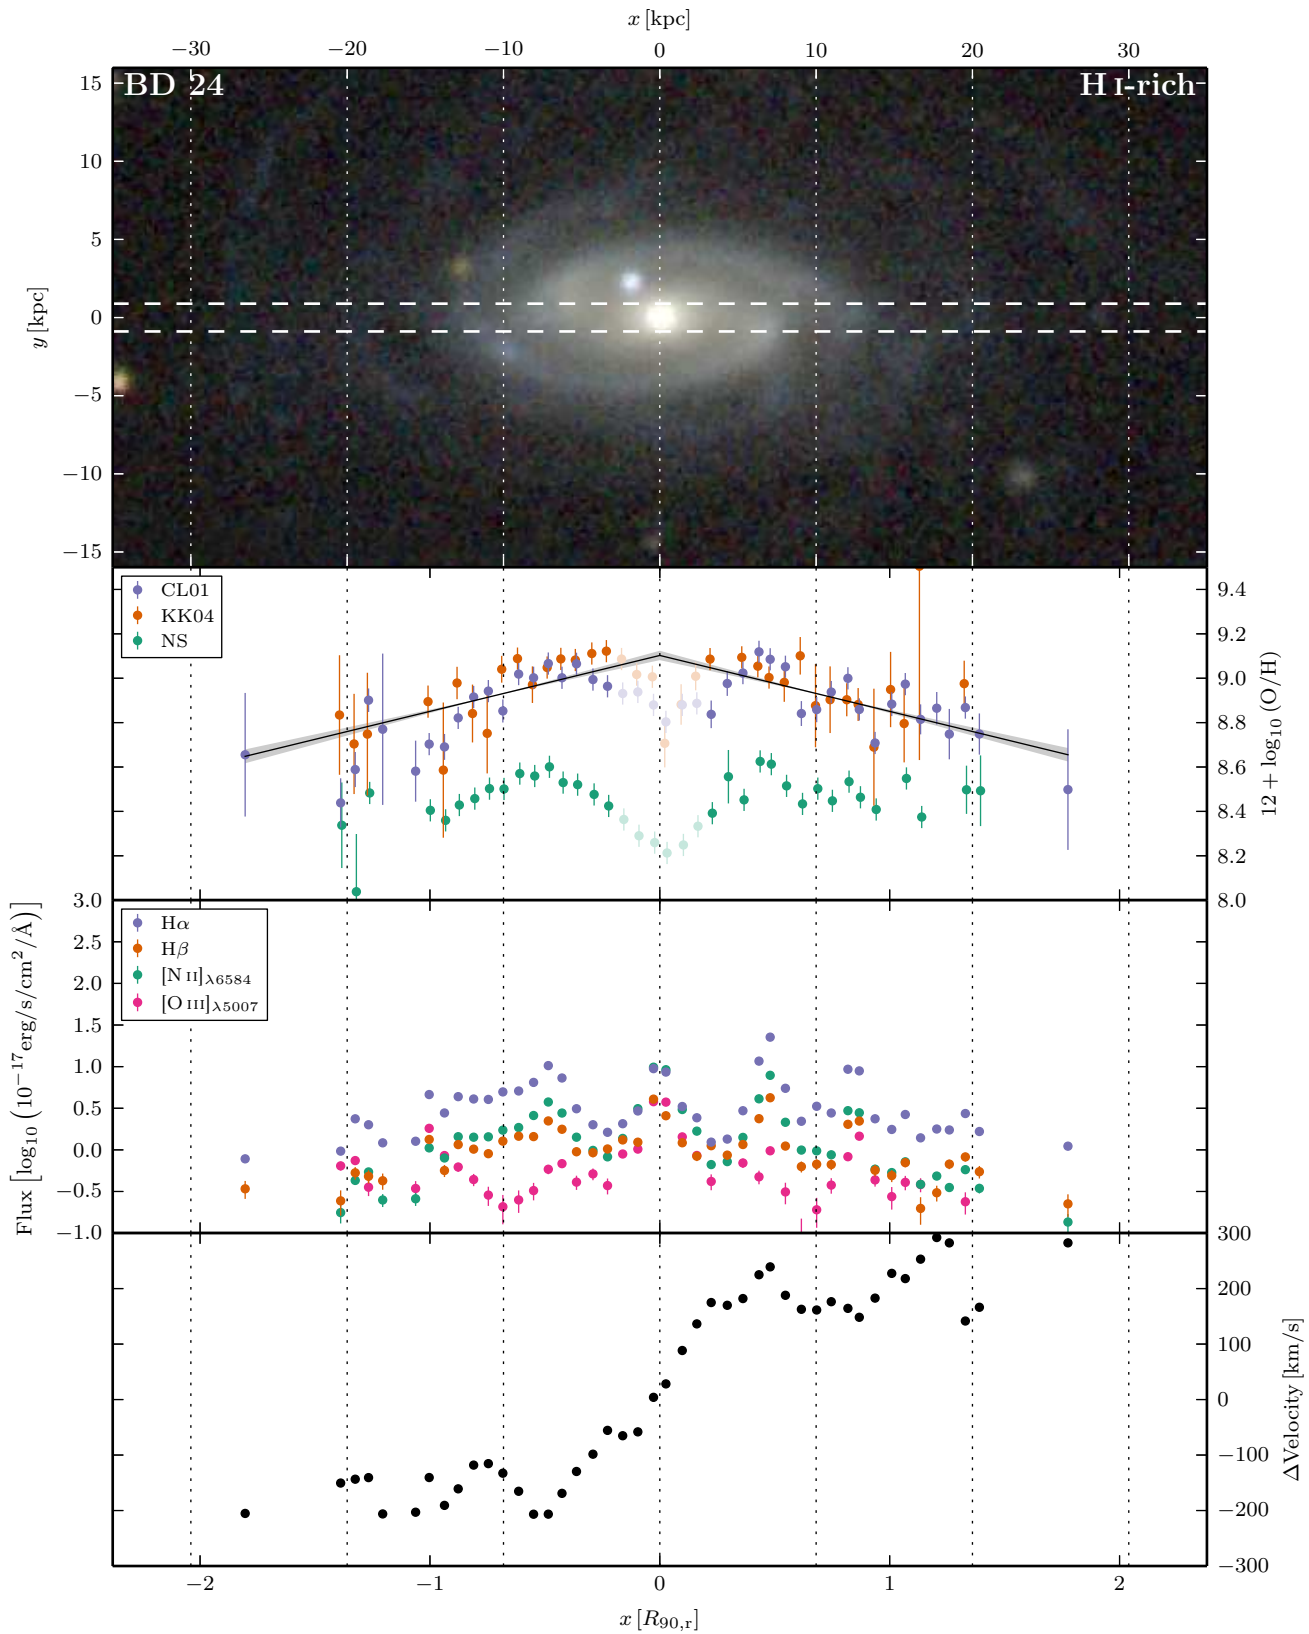 x [kpc]
−30 −20 −10 0 10 20 30
BD 24
H I-rich
15
10
5
0
−5
−10
−15
y [kpc]
CL01
KK04
NS
9.4
9.2
9.0
8.8
8.6
8.4
8.2
8.0
12 + log₁₀ (O/H)
Hα
Hβ
[N II]λ6584
[O III]λ5007
3.0
2.5
2.0
1.5
1.0
0.5
0.0
−0.5
−1.0
Flux [log₁₀ (10⁻¹⁷erg/s/cm²/Å)]
300
200
100
0
−100
−200
−300
ΔVelocity [km/s]
−2 −1 0 1 2
x [R₉₀,ᵣ]